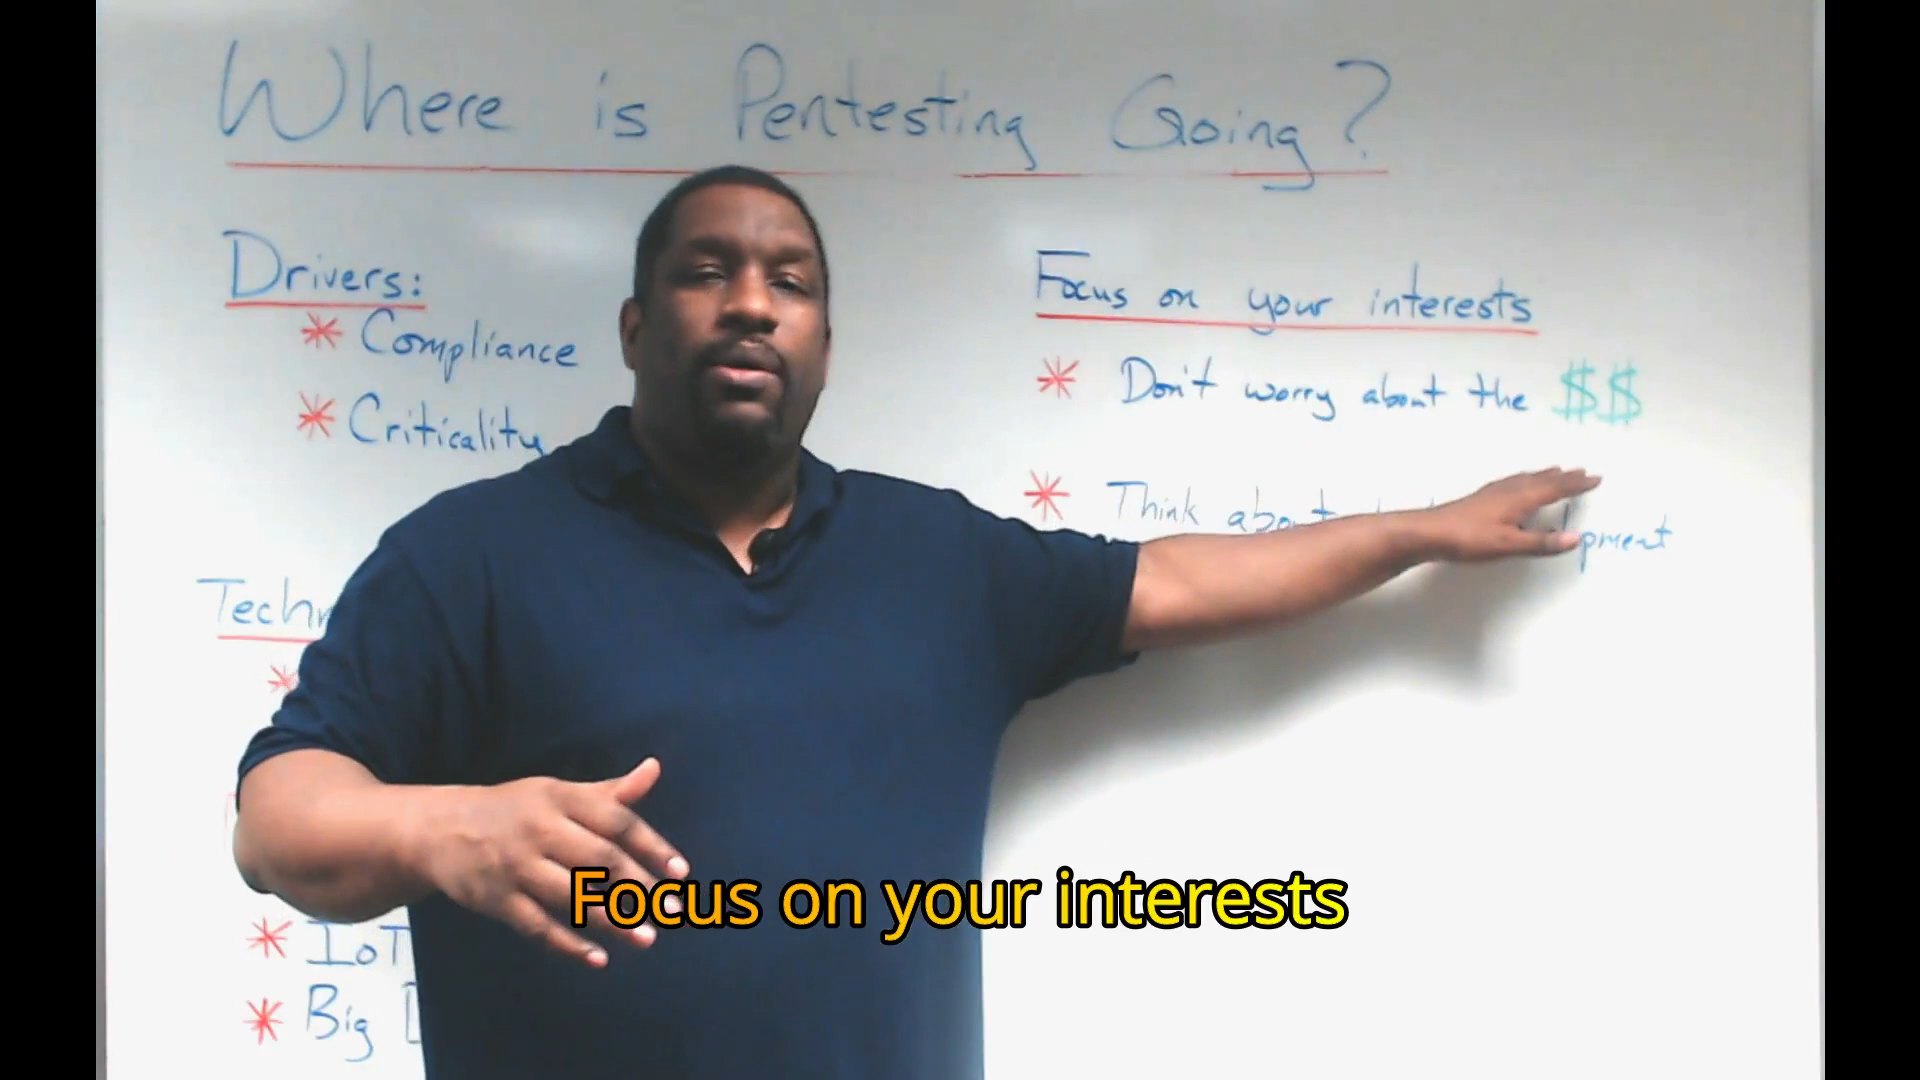 Where is Pentesting Going?
Drivers:
* Compliance
* Criticality
Focus on your interests
* Don't worry about the $$
* Think about
* IoT
* Big
Focus on your interests